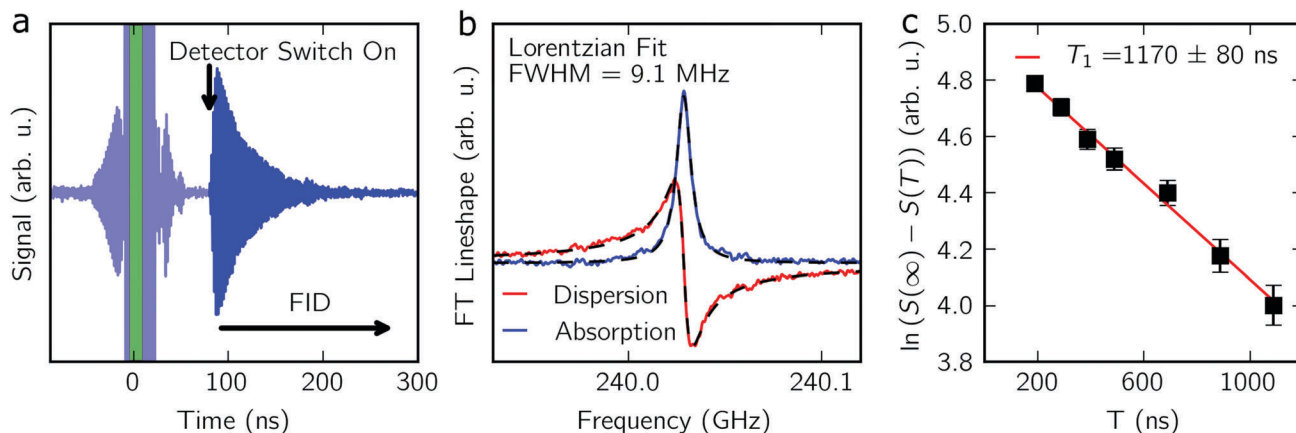 a
Detector Switch On
FID
Signal (arb. u.)
0
100
200
300
Time (ns)
b
Lorentzian Fit
FWHM = 9.1 MHz
Dispersion
Absorption
FT Lineshape (arb. u.)
240.0
240.1
Frequency (GHz)
c
T₁ =1170 ± 80 ns
ln (S(∞) − S(T)) (arb. u.)
5.0
4.8
4.6
4.4
4.2
4.0
3.8
200
600
1000
T (ns)